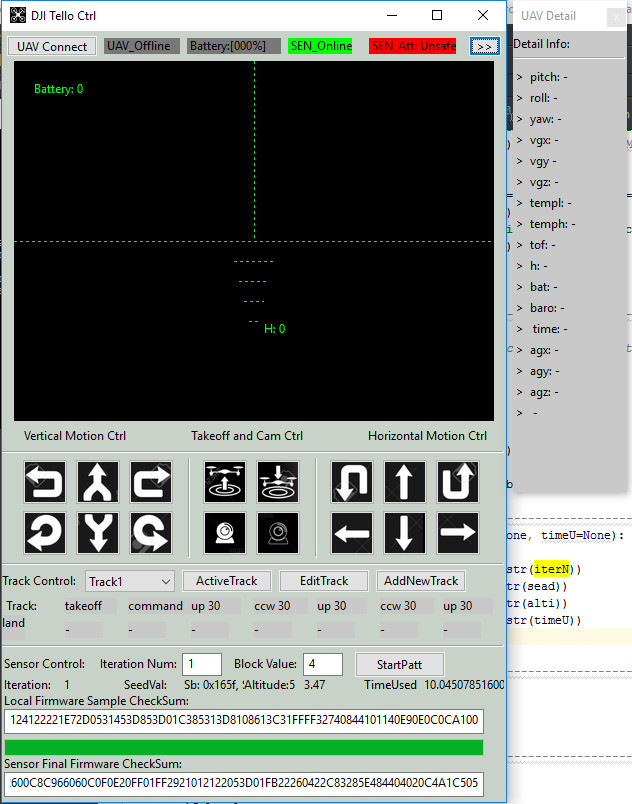 DJI Tello Ctrl
UAV Detail
UAV Connect UAV_Offline Battery:[000%] SEN_Online SEN_Att: Unsafe >>
Detail Info:
Battery: 0
H: 0
> pitch: -
> roll: -
> yaw: -
> vgx: -
> vgy -
> vgz: -
> templ: -
> temph: -
> tof: -
> h: -
> bat: -
> baro: -
> time: -
> agx: -
> agy: -
> agz: -
> -
Vertical Motion Ctrl Takeoff and Cam Ctrl Horizontal Motion Ctrl
one, timeU=None):
str(iterN))
tr(sead))
tr(alti))
str(timeU))
Track Control: Track1 ActiveTrack EditTrack AddNewTrack
Track: takeoff command up 30 ccw 30 up 30 ccw 30 up 30
land - - - - - - -
Sensor Control: Iteration Num: 1 Block Value: 4 StartPatt
Iteration: 1 SeedVal: Sb: 0x165f, 'Altitude:5 3.47 TimeUsed 10.04507851600
Local Firmware Sample CheckSum:
124122221E72D0531453D853D01C385313D8108613C31FFFF32740844101140E90E0C0CA100
Sensor Final Firmware CheckSum:
600C8C966060C0F0E20FF01FF2921012122053D01FB22260422C83285E484404020C4A1C505